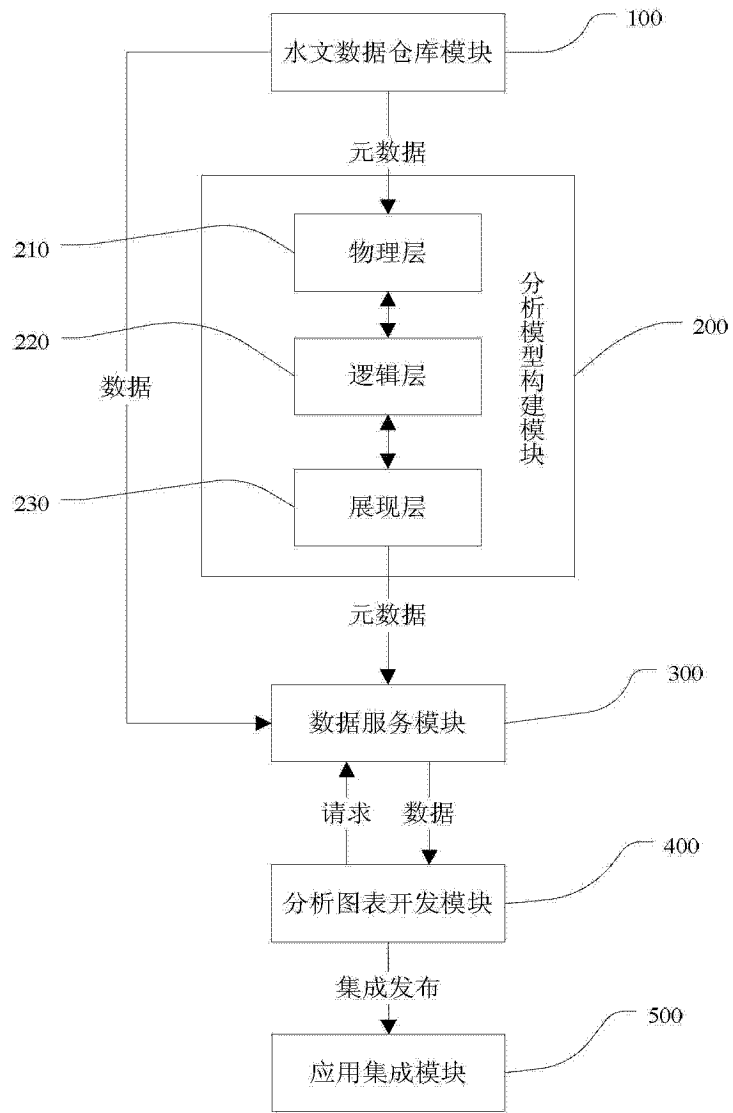 100
水文数据仓库模块
元数据
210
物理层
分析模型构建模块
200
220
逻辑层
数据
230
展现层
元数据
300
数据服务模块
请求
数据
400
分析图表开发模块
集成发布
500
应用集成模块